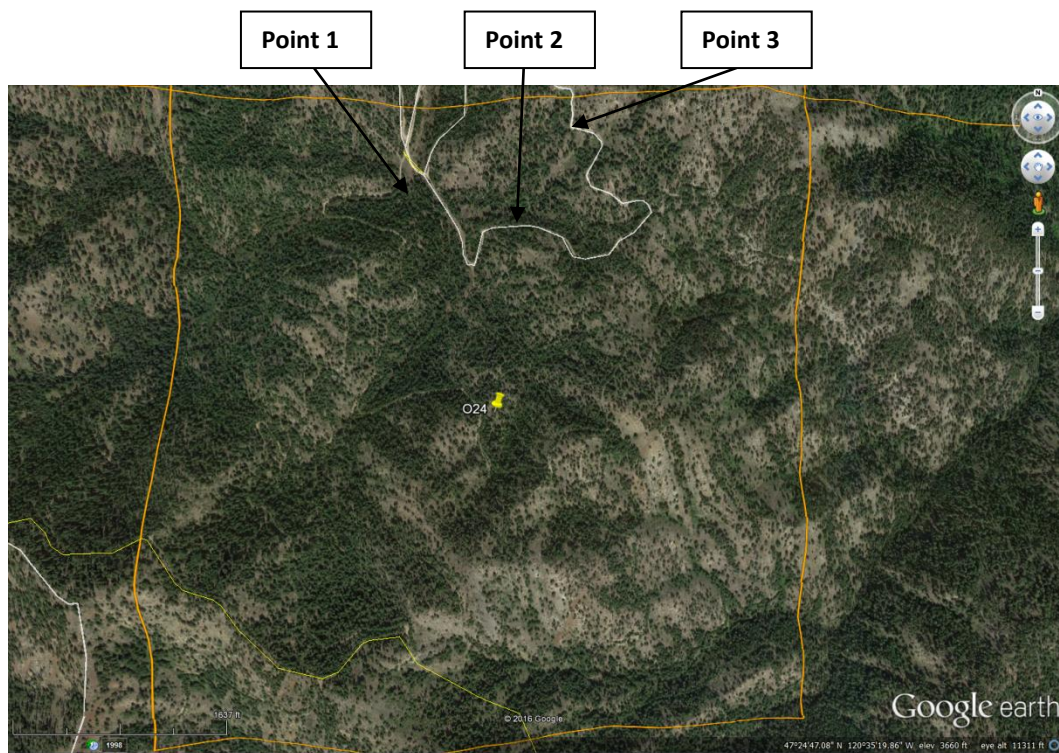 Point 1
Point 2
Point 3
N
O24
1637 ft
© 2016 Google
Google earth
1998
47°24'47.08" N 120°35'19.86" W elev 3660 ft eye alt 11311 ft